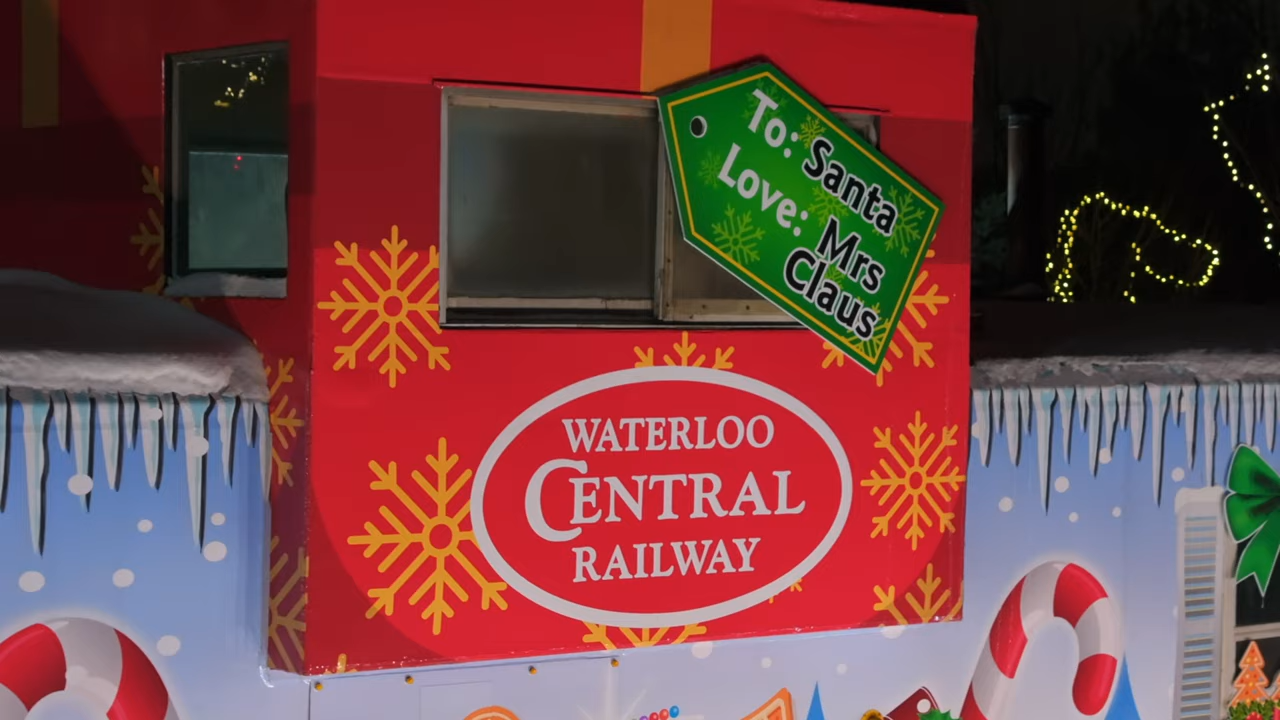 To: Santa
Love: Mrs
Claus
WATERLOO
CENTRAL
RAILWAY